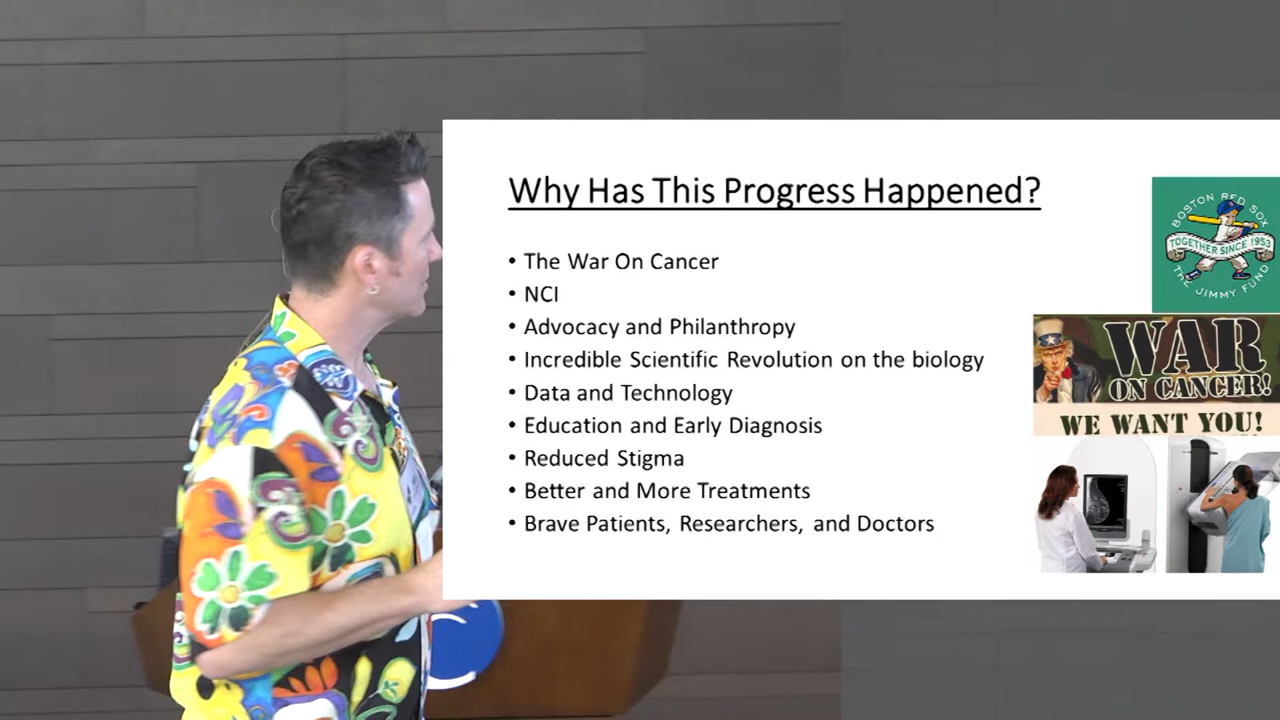 Why Has This Progress Happened?
• The War On Cancer
• NCI
• Advocacy and Philanthropy
• Incredible Scientific Revolution on the biology
• Data and Technology
• Education and Early Diagnosis
• Reduced Stigma
• Better and More Treatments
• Brave Patients, Researchers, and Doctors
BOSTON RED SOX
TOGETHER SINCE 1953
THE JIMMY FUND
WAR
ON CANCER!
WE WANT YOU!